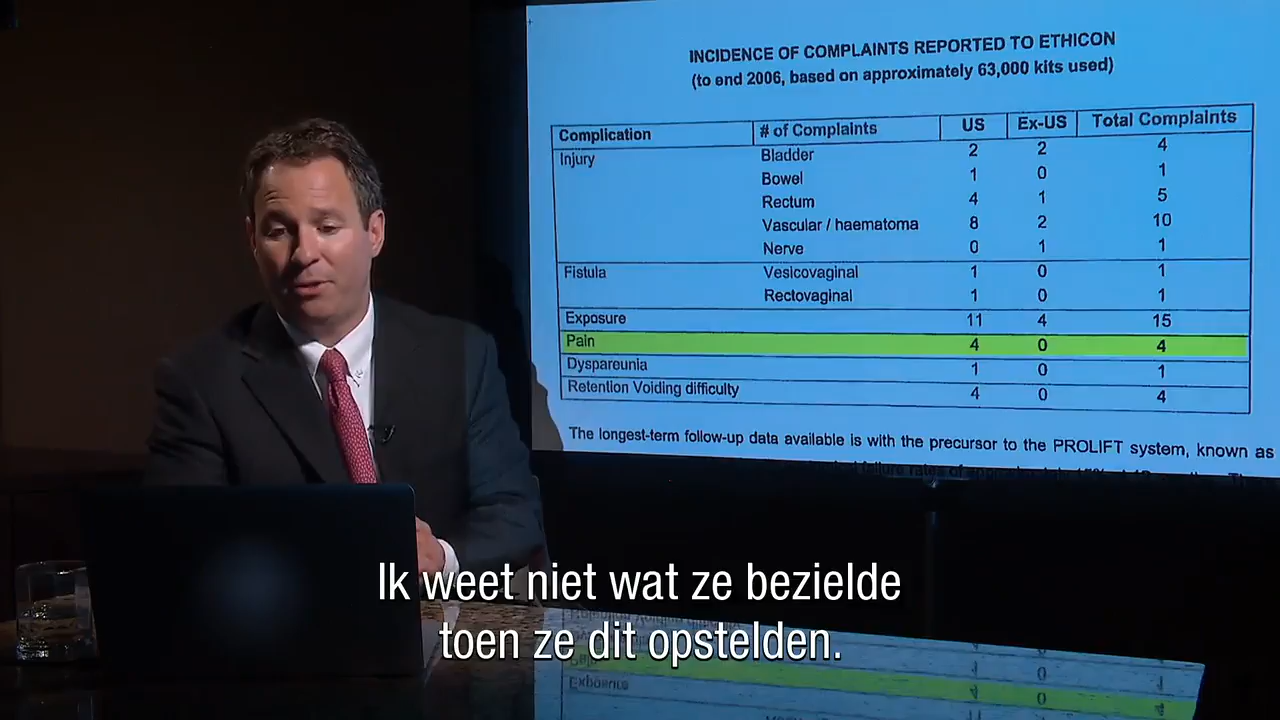 INCIDENCE OF COMPLAINTS REPORTED TO ETHICON
(to end 2006, based on approximately 63,000 kits used)
Complication # of Complaints US Ex-US Total Complaints
Injury Bladder 2 2 4
Bowel 1 0 1
Rectum 4 1 5
Vascular / haematoma 8 2 10
Nerve 0 1 1
Fistula Vesicovaginal 1 0 1
Rectovaginal 1 0 1
Exposure 11 4 15
Pain 4 0 4
Dyspareunia 1 0 1
Retention Voiding difficulty 4 0 4
The longest-term follow-up data available is with the precursor to the PROLIFT system, known as
failure rates of
Ik weet niet wat ze bezielde
toen ze dit opstelden.